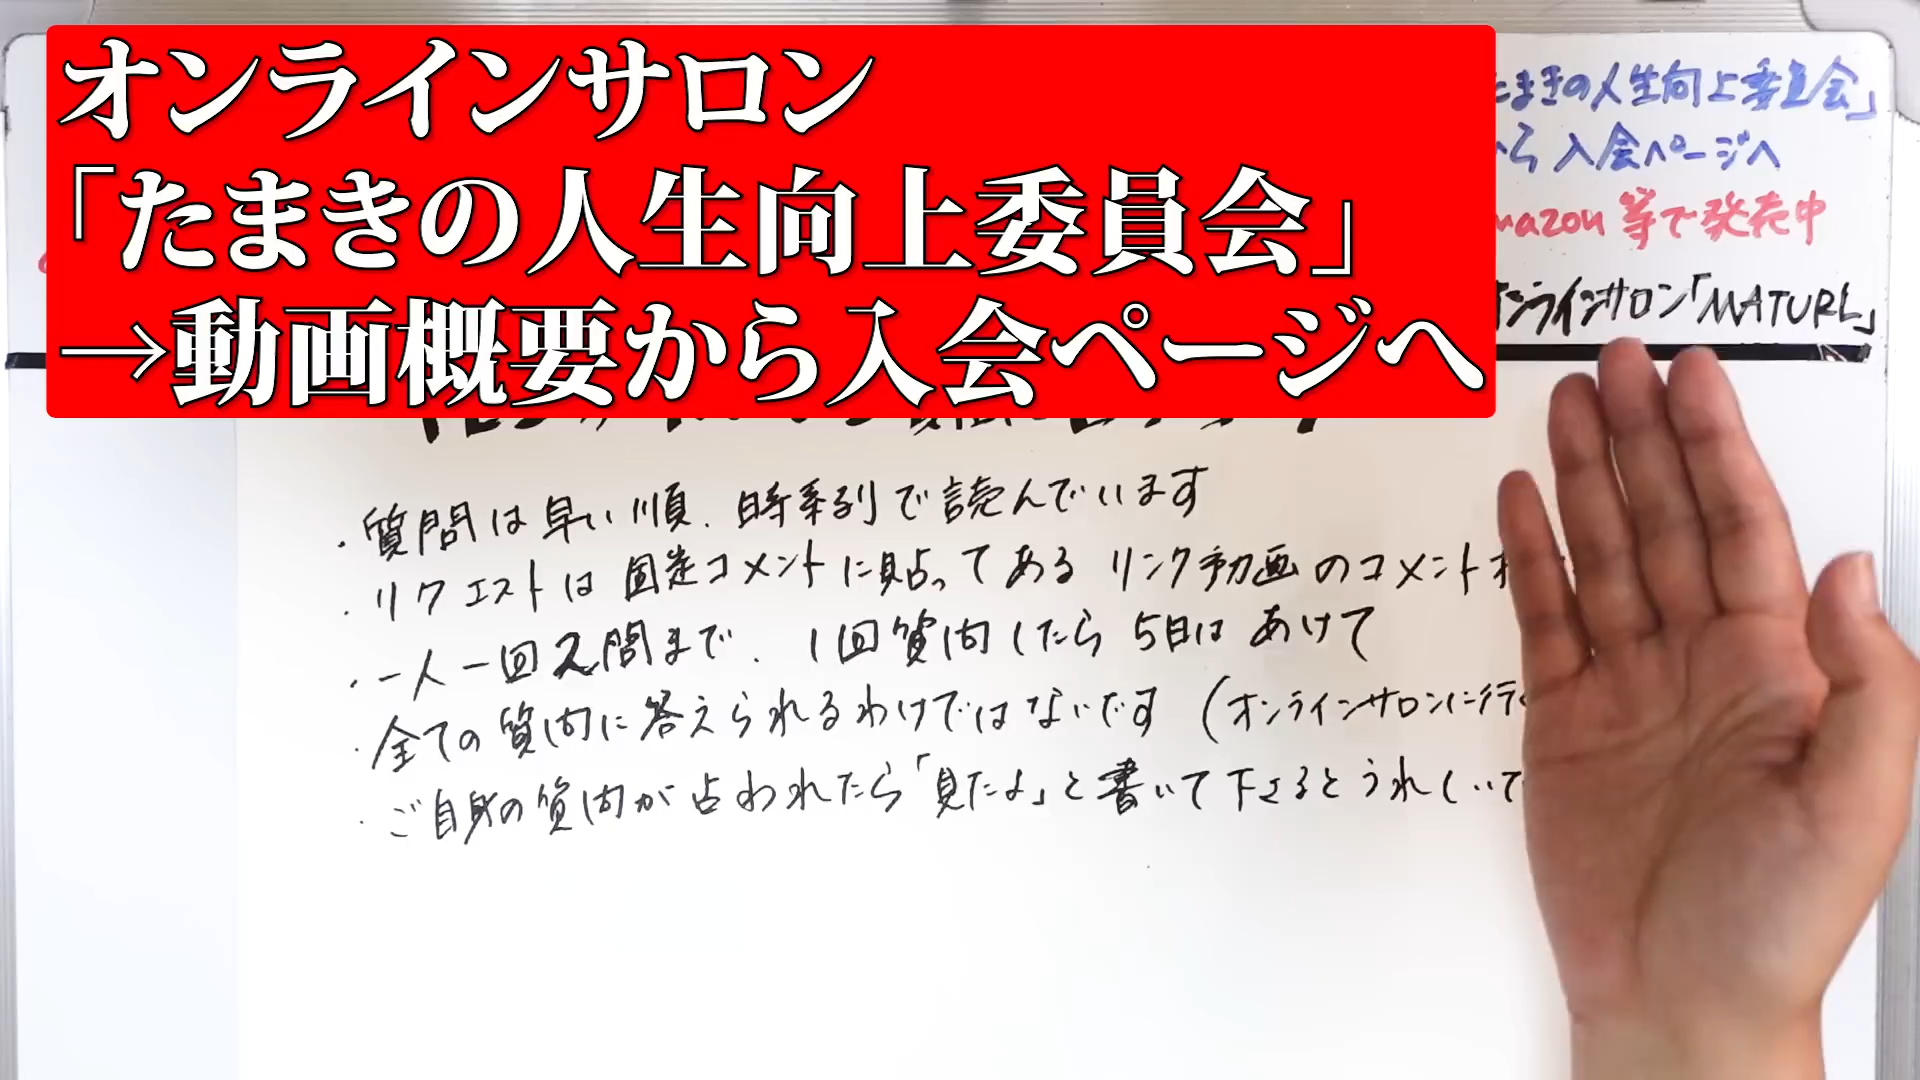 オンラインサロン
「たまきの人生向上委員会」
→動画概要から入会ページへ
たまきの人生向上委員会」
から 入会ページへ
mazon 等で発売中
オンラインサロン「MATURL」
・質問は早い順、時系列で読んでいます
・リクエストは固定コメントに貼ってある リンク動画のコメント
・一人一回2問まで、1回質問したら 5日は あけて
・全ての質問に答えられるわけではないです (オンラインサロンに行
・ご自身の質問が占われたら「見たよ」と書いて下さるとうれしいで